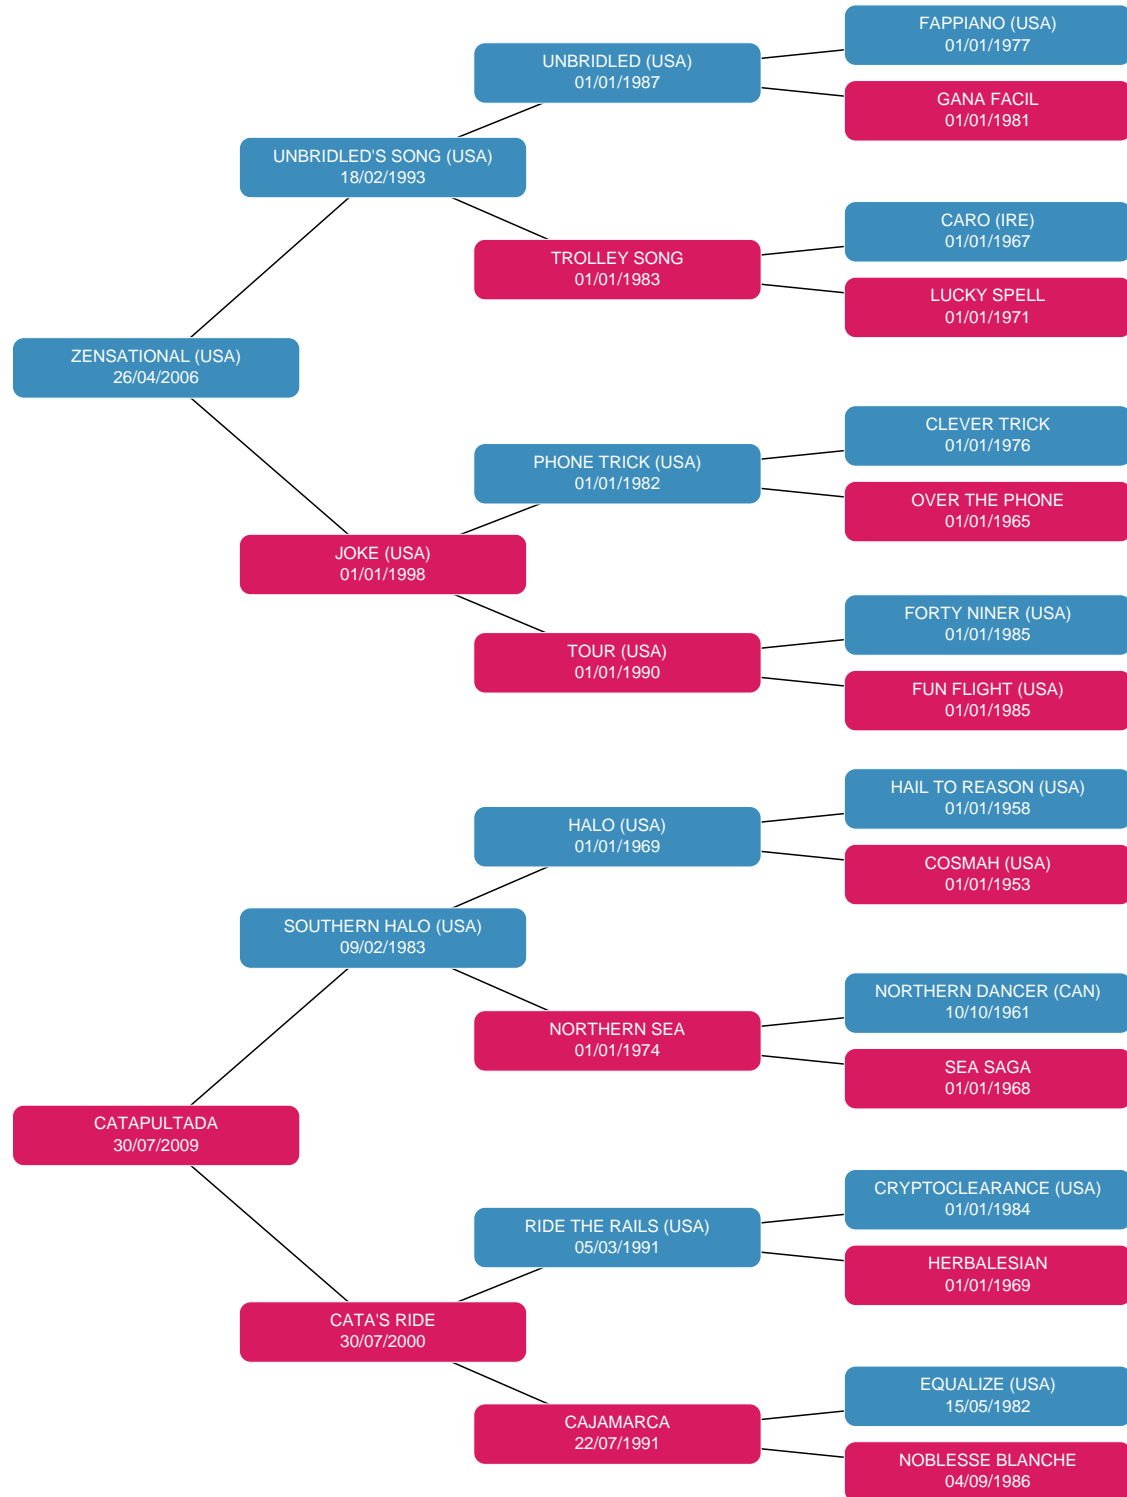 FAPPIANO (USA)
01/01/1977
UNBRIDLED (USA)
01/01/1987
GANA FACIL
01/01/1981
UNBRIDLED'S SONG (USA)
18/02/1993
CARO (IRE)
01/01/1967
TROLLEY SONG
01/01/1983
LUCKY SPELL
01/01/1971
ZENSATIONAL (USA)
26/04/2006
CLEVER TRICK
01/01/1976
PHONE TRICK (USA)
01/01/1982
OVER THE PHONE
01/01/1965
JOKE (USA)
01/01/1998
FORTY NINER (USA)
01/01/1985
TOUR (USA)
01/01/1990
FUN FLIGHT (USA)
01/01/1985
HAIL TO REASON (USA)
01/01/1958
HALO (USA)
01/01/1969
COSMAH (USA)
01/01/1953
SOUTHERN HALO (USA)
09/02/1983
NORTHERN DANCER (CAN)
10/10/1961
NORTHERN SEA
01/01/1974
SEA SAGA
01/01/1968
CATAPULTADA
30/07/2009
CRYPTOCLEARANCE (USA)
01/01/1984
RIDE THE RAILS (USA)
05/03/1991
HERBALESIAN
01/01/1969
CATA'S RIDE
30/07/2000
EQUALIZE (USA)
15/05/1982
CAJAMARCA
22/07/1991
NOBLESSE BLANCHE
04/09/1986